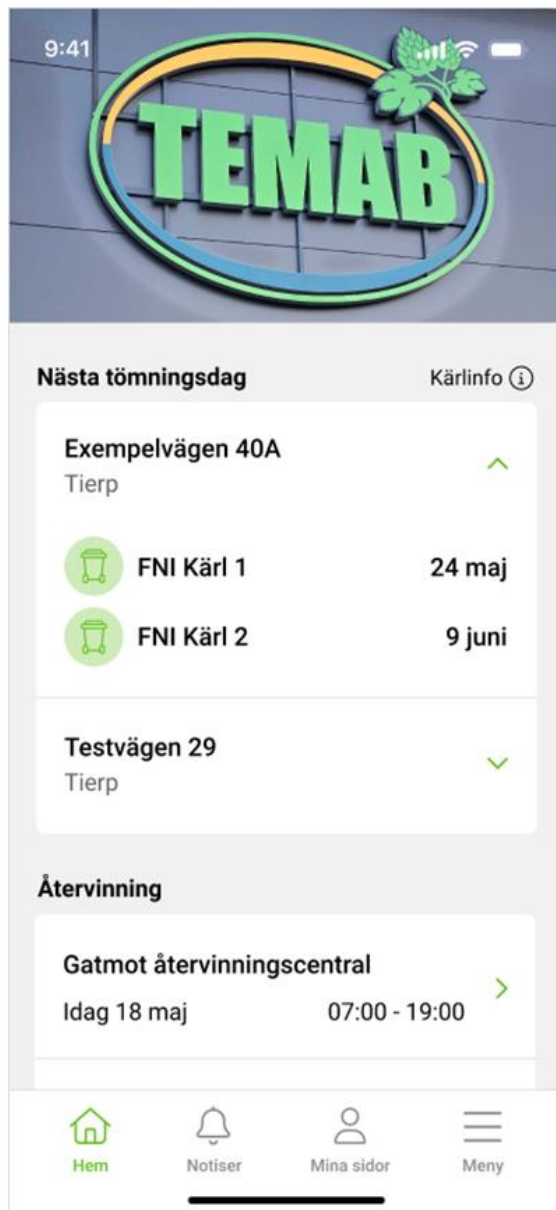 9:41
TEMAB
Nästa tömningsdag Kärlinfo
Exempelvägen 40A
Tierp
FNI Kärl 1 24 maj
FNI Kärl 2 9 juni
Testvägen 29
Tierp
Återvinning
Gatmot återvinningscentral
Idag 18 maj 07:00 - 19:00
Hem Notiser Mina sidor Meny